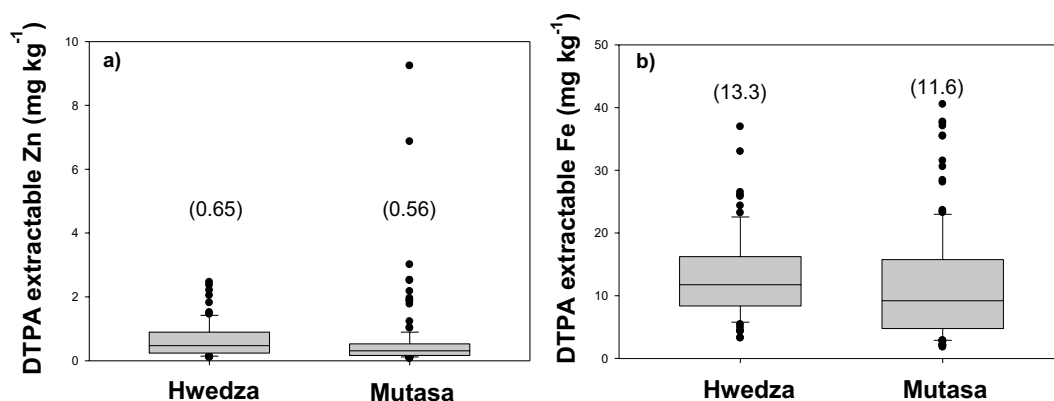 DTPA extractable Zn (mg kg⁻¹)
10
8
6
4
2
0
a)
(0.65)
(0.56)
Hwedza
Mutasa
DTPA extractable Fe (mg kg⁻¹)
50
40
30
20
10
0
b)
(13.3)
(11.6)
Hwedza
Mutasa